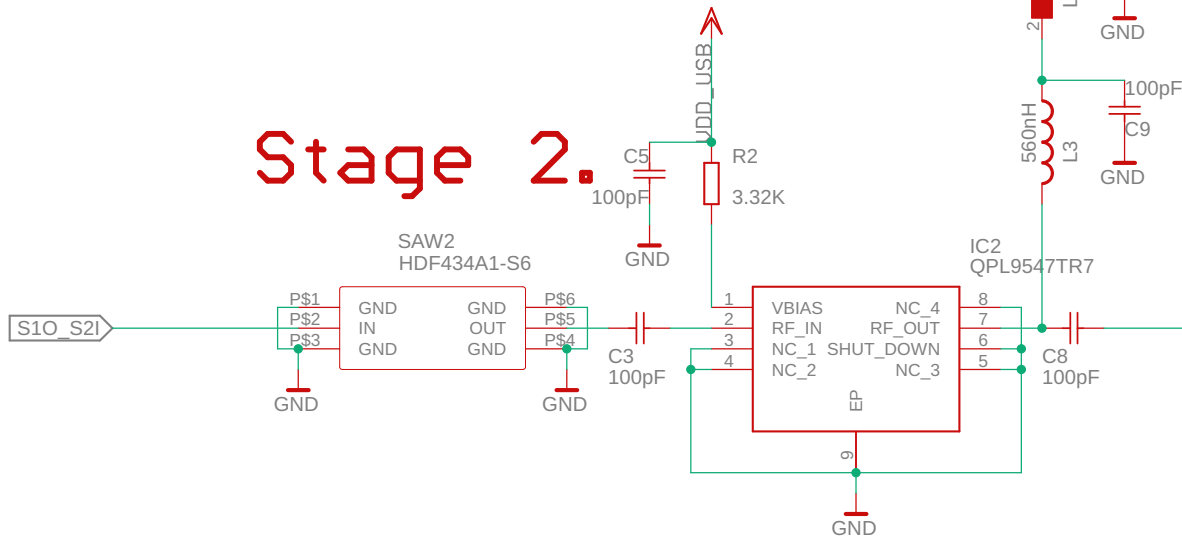 2
GND
VDD_USB
100pF
C9
560nH
L3
GND
Stage 2.
C5
100pF
GND
R2
3.32K
SAW2
HDF434A1-S6
P$1
P$2
P$3
GND
IN
GND
GND
OUT
GND
P$6
P$5
P$4
S1O_S2I
GND
GND
C3
100pF
IC2
QPL9547TR7
1
2
3
4
VBIAS
RF_IN
NC_1
NC_2
NC_4
RF_OUT
SHUT_DOWN
NC_3
8
7
6
5
EP
9
C8
100pF
GND